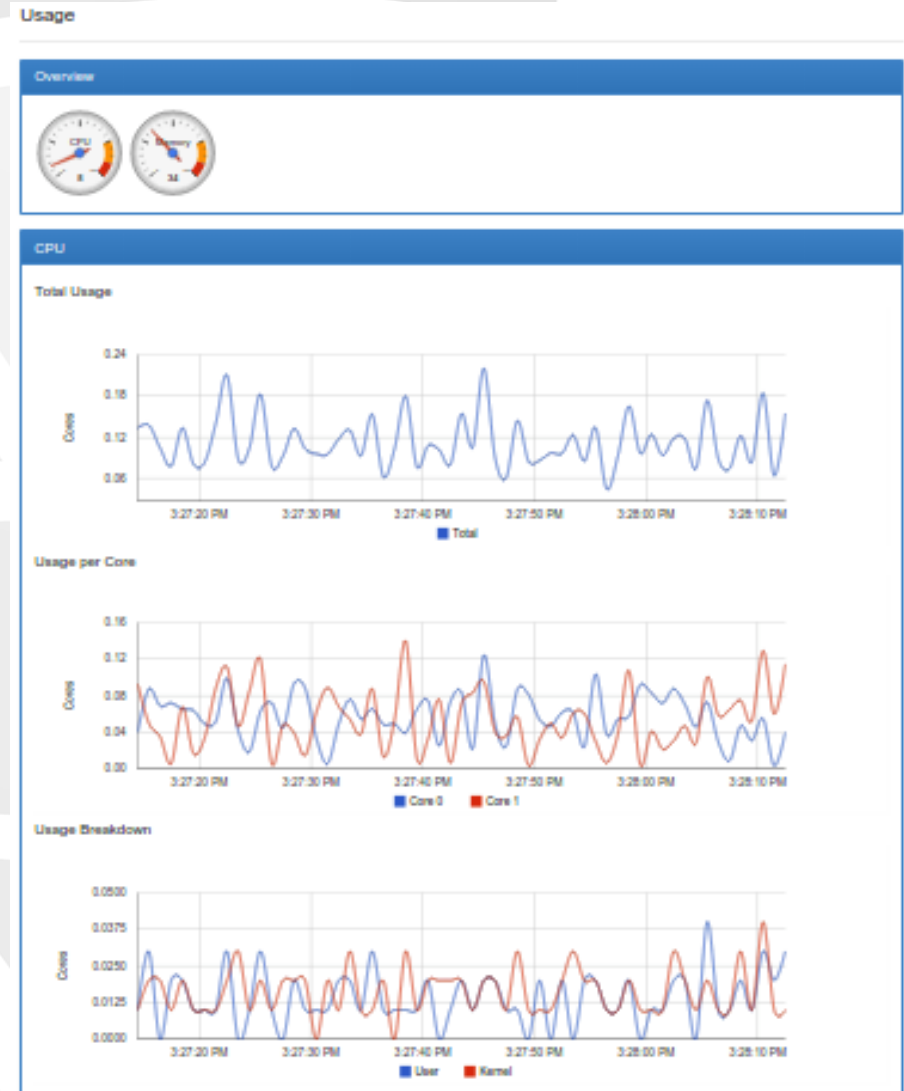 Usage
Overview
CPU Memory
8 34
CPU
Total Usage
0.24
0.18
0.12
0.06
Cores
3:27:20 PM 3:27:30 PM 3:27:40 PM 3:27:50 PM 3:28:00 PM 3:28:10 PM
Total
Usage per Core
0.16
0.12
0.08
0.04
0.00
Cores
3:27:20 PM 3:27:30 PM 3:27:40 PM 3:27:50 PM 3:28:00 PM 3:28:10 PM
Core 0 Core 1
Usage Breakdown
0.0500
0.0375
0.0250
0.0125
0.0000
Cores
3:27:20 PM 3:27:30 PM 3:27:40 PM 3:27:50 PM 3:28:00 PM 3:28:10 PM
User Kernel